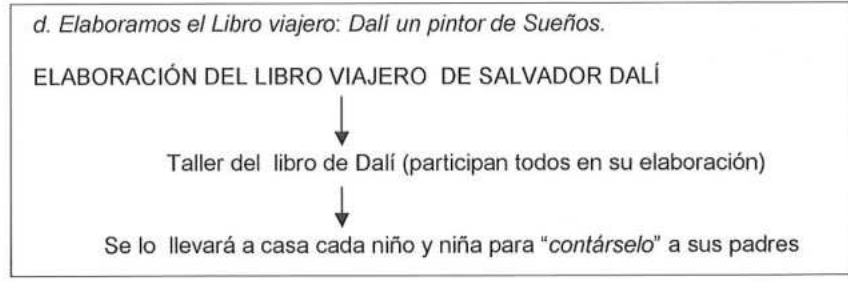 d. Elaboramos el Libro viajero: Dalí un pintor de Sueños.
ELABORACIÓN DEL LIBRO VIAJERO DE SALVADOR DALÍ
Taller del libro de Dalí (participan todos en su elaboración)
Se lo llevará a casa cada niño y niña para “contárselo” a sus padres